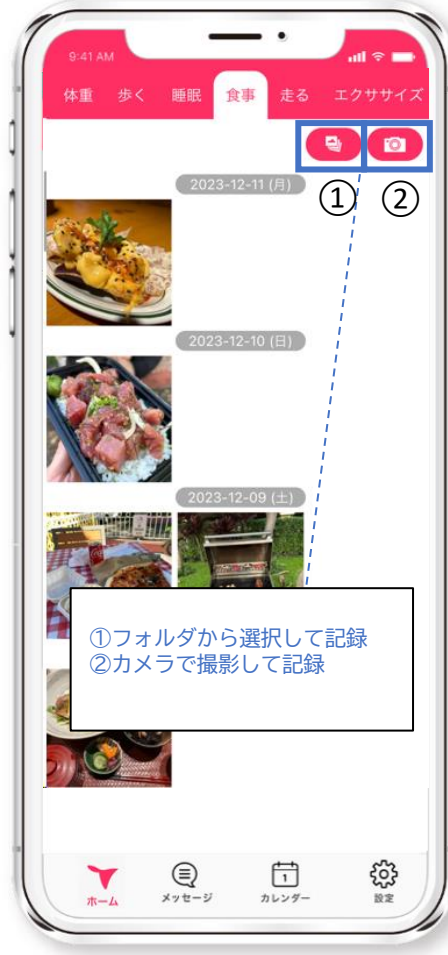 9:41 AM
体重 歩く 睡眠 食事 走る エクササイズ
① ②
2023-12-11 (月)
2023-12-10 (日)
2023-12-09 (土)
①フォルダから選択して記録
②カメラで撮影して記録
1
ホーム メッセージ カレンダー 設定